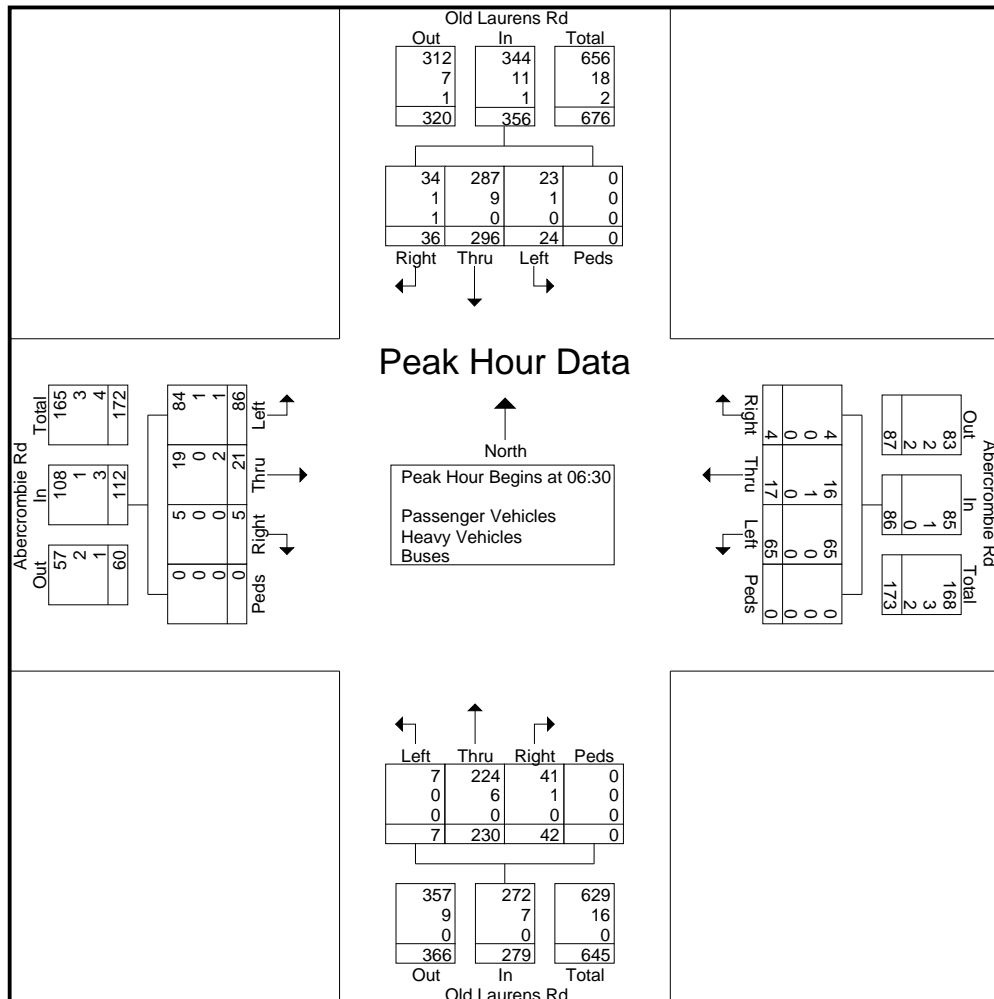 Old Laurens Rd
Out In Total
312 344 656
7 11 18
1 1 2
320 356 676
34 287 23 0
1 9 1 0
1 0 0 0
36 296 24 0
Right Thru Left Peds
Peak Hour Data
North
Peak Hour Begins at 06:30
Passenger Vehicles
Heavy Vehicles
Buses
Abercrombie Rd
Out In Total
57 108 165
2 1 3
1 3 4
60 112 172
Peds Right Thru Left
0 5 19 84
0 0 0 1
0 0 2 1
0 5 21 86
Abercrombie Rd
Out In Total
83 85 168
2 1 3
2 0 2
87 86 173
Right Thru Left Peds
4 16 65 0
0 1 0 0
0 0 0 0
4 17 65 0
Left Thru Right Peds
7 224 41 0
0 6 1 0
0 0 0 0
7 230 42 0
357 272 629
9 7 16
0 0 0
366 279 645
Out In Total
Old Laurens Rd